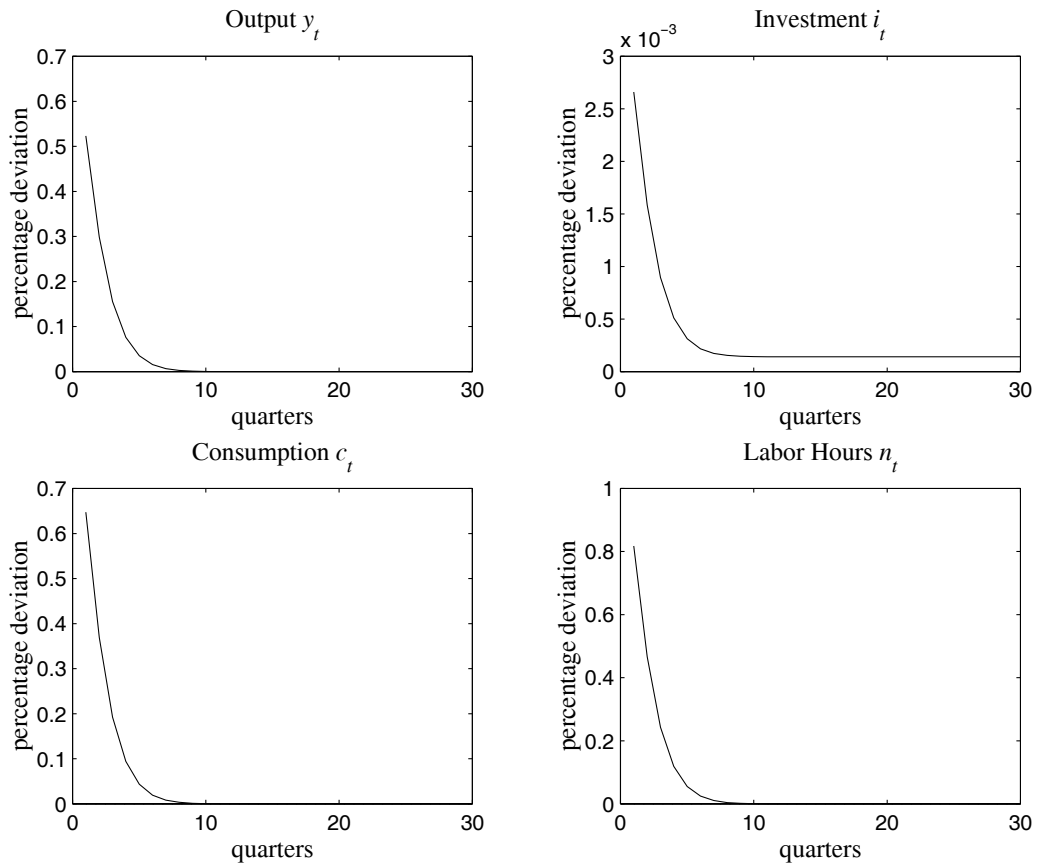 Output y_t
percentage deviation
0.7
0.6
0.5
0.4
0.3
0.2
0.1
0
0 10 20 30
quarters
Investment i_t
x 10^−3
percentage deviation
3
2.5
2
1.5
1
0.5
0
0 10 20 30
quarters
Consumption c_t
percentage deviation
0.7
0.6
0.5
0.4
0.3
0.2
0.1
0
0 10 20 30
quarters
Labor Hours n_t
percentage deviation
1
0.8
0.6
0.4
0.2
0
0 10 20 30
quarters